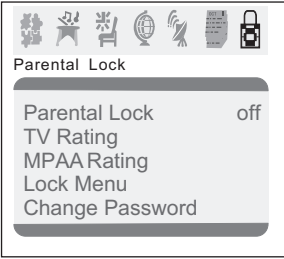 Parental Lock
Parental Lock off
TV Rating
MPAA Rating
Lock Menu
Change Password